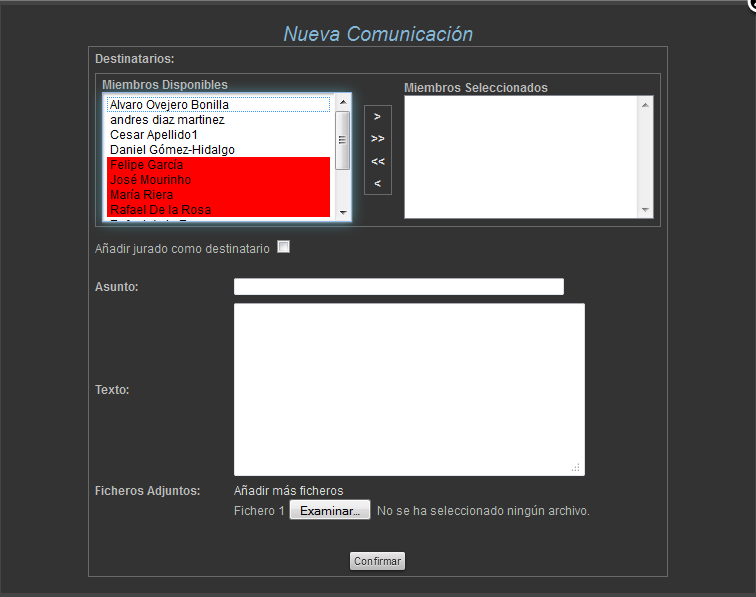 Nueva Comunicación
Destinatarios:
Miembros Disponibles
Miembros Seleccionados
Alvaro Ovejero Bonilla
andres diaz martinez
Cesar Apellido1
Daniel Gómez-Hidalgo
Felipe García
José Mourinho
María Riera
Rafael De la Rosa
>
>>
<<
<
Añadir jurado como destinatario
Asunto:
Texto:
Ficheros Adjuntos:
Añadir más ficheros
Fichero 1 Examinar... No se ha seleccionado ningún archivo.
Confirmar